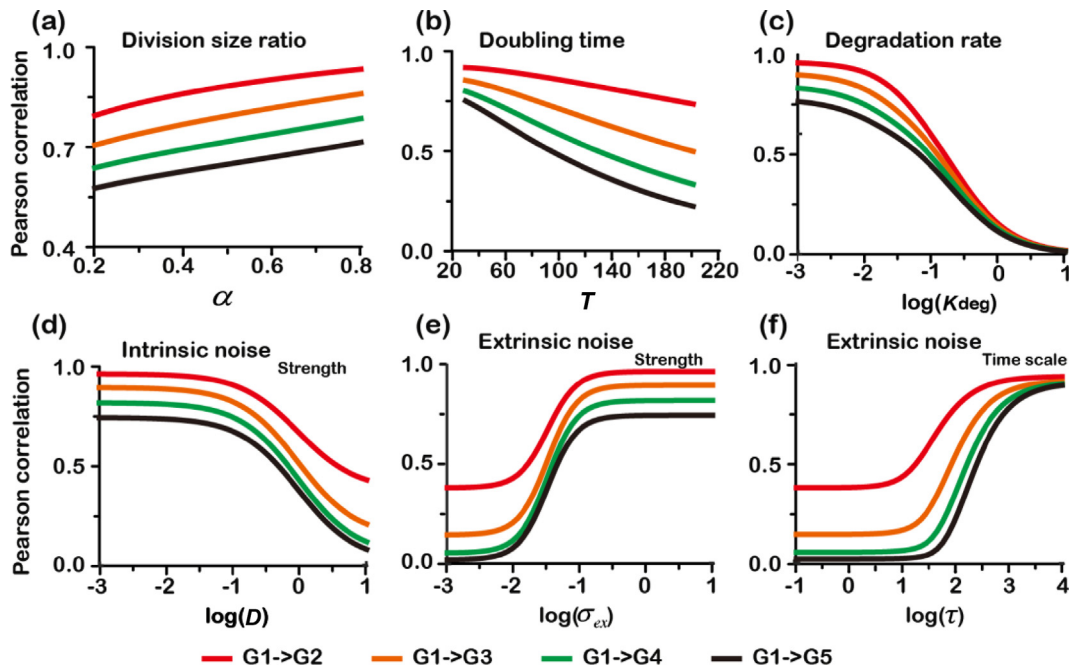 (a) Division size ratio
Pearson correlation
1.0
0.7
0.4
0.2 0.4 0.6 0.8
α
(b) Doubling time
1.0
0.5
0.0
20 60 100 140 180 220
T
(c) Degradation rate
1.0
0.5
0.0
-3 -2 -1 0 1
log(Kdeg)
(d) Intrinsic noise
Strength
Pearson correlation
1.0
0.5
0.0
-3 -2 -1 0 1
log(D)
(e) Extrinsic noise
Strength
1.0
0.5
0.0
-3 -2 -1 0 1
log(σex)
(f) Extrinsic noise
Time scale
1.0
0.5
0.0
-1 0 1 2 3 4
log(τ)
G1->G2 G1->G3 G1->G4 G1->G5